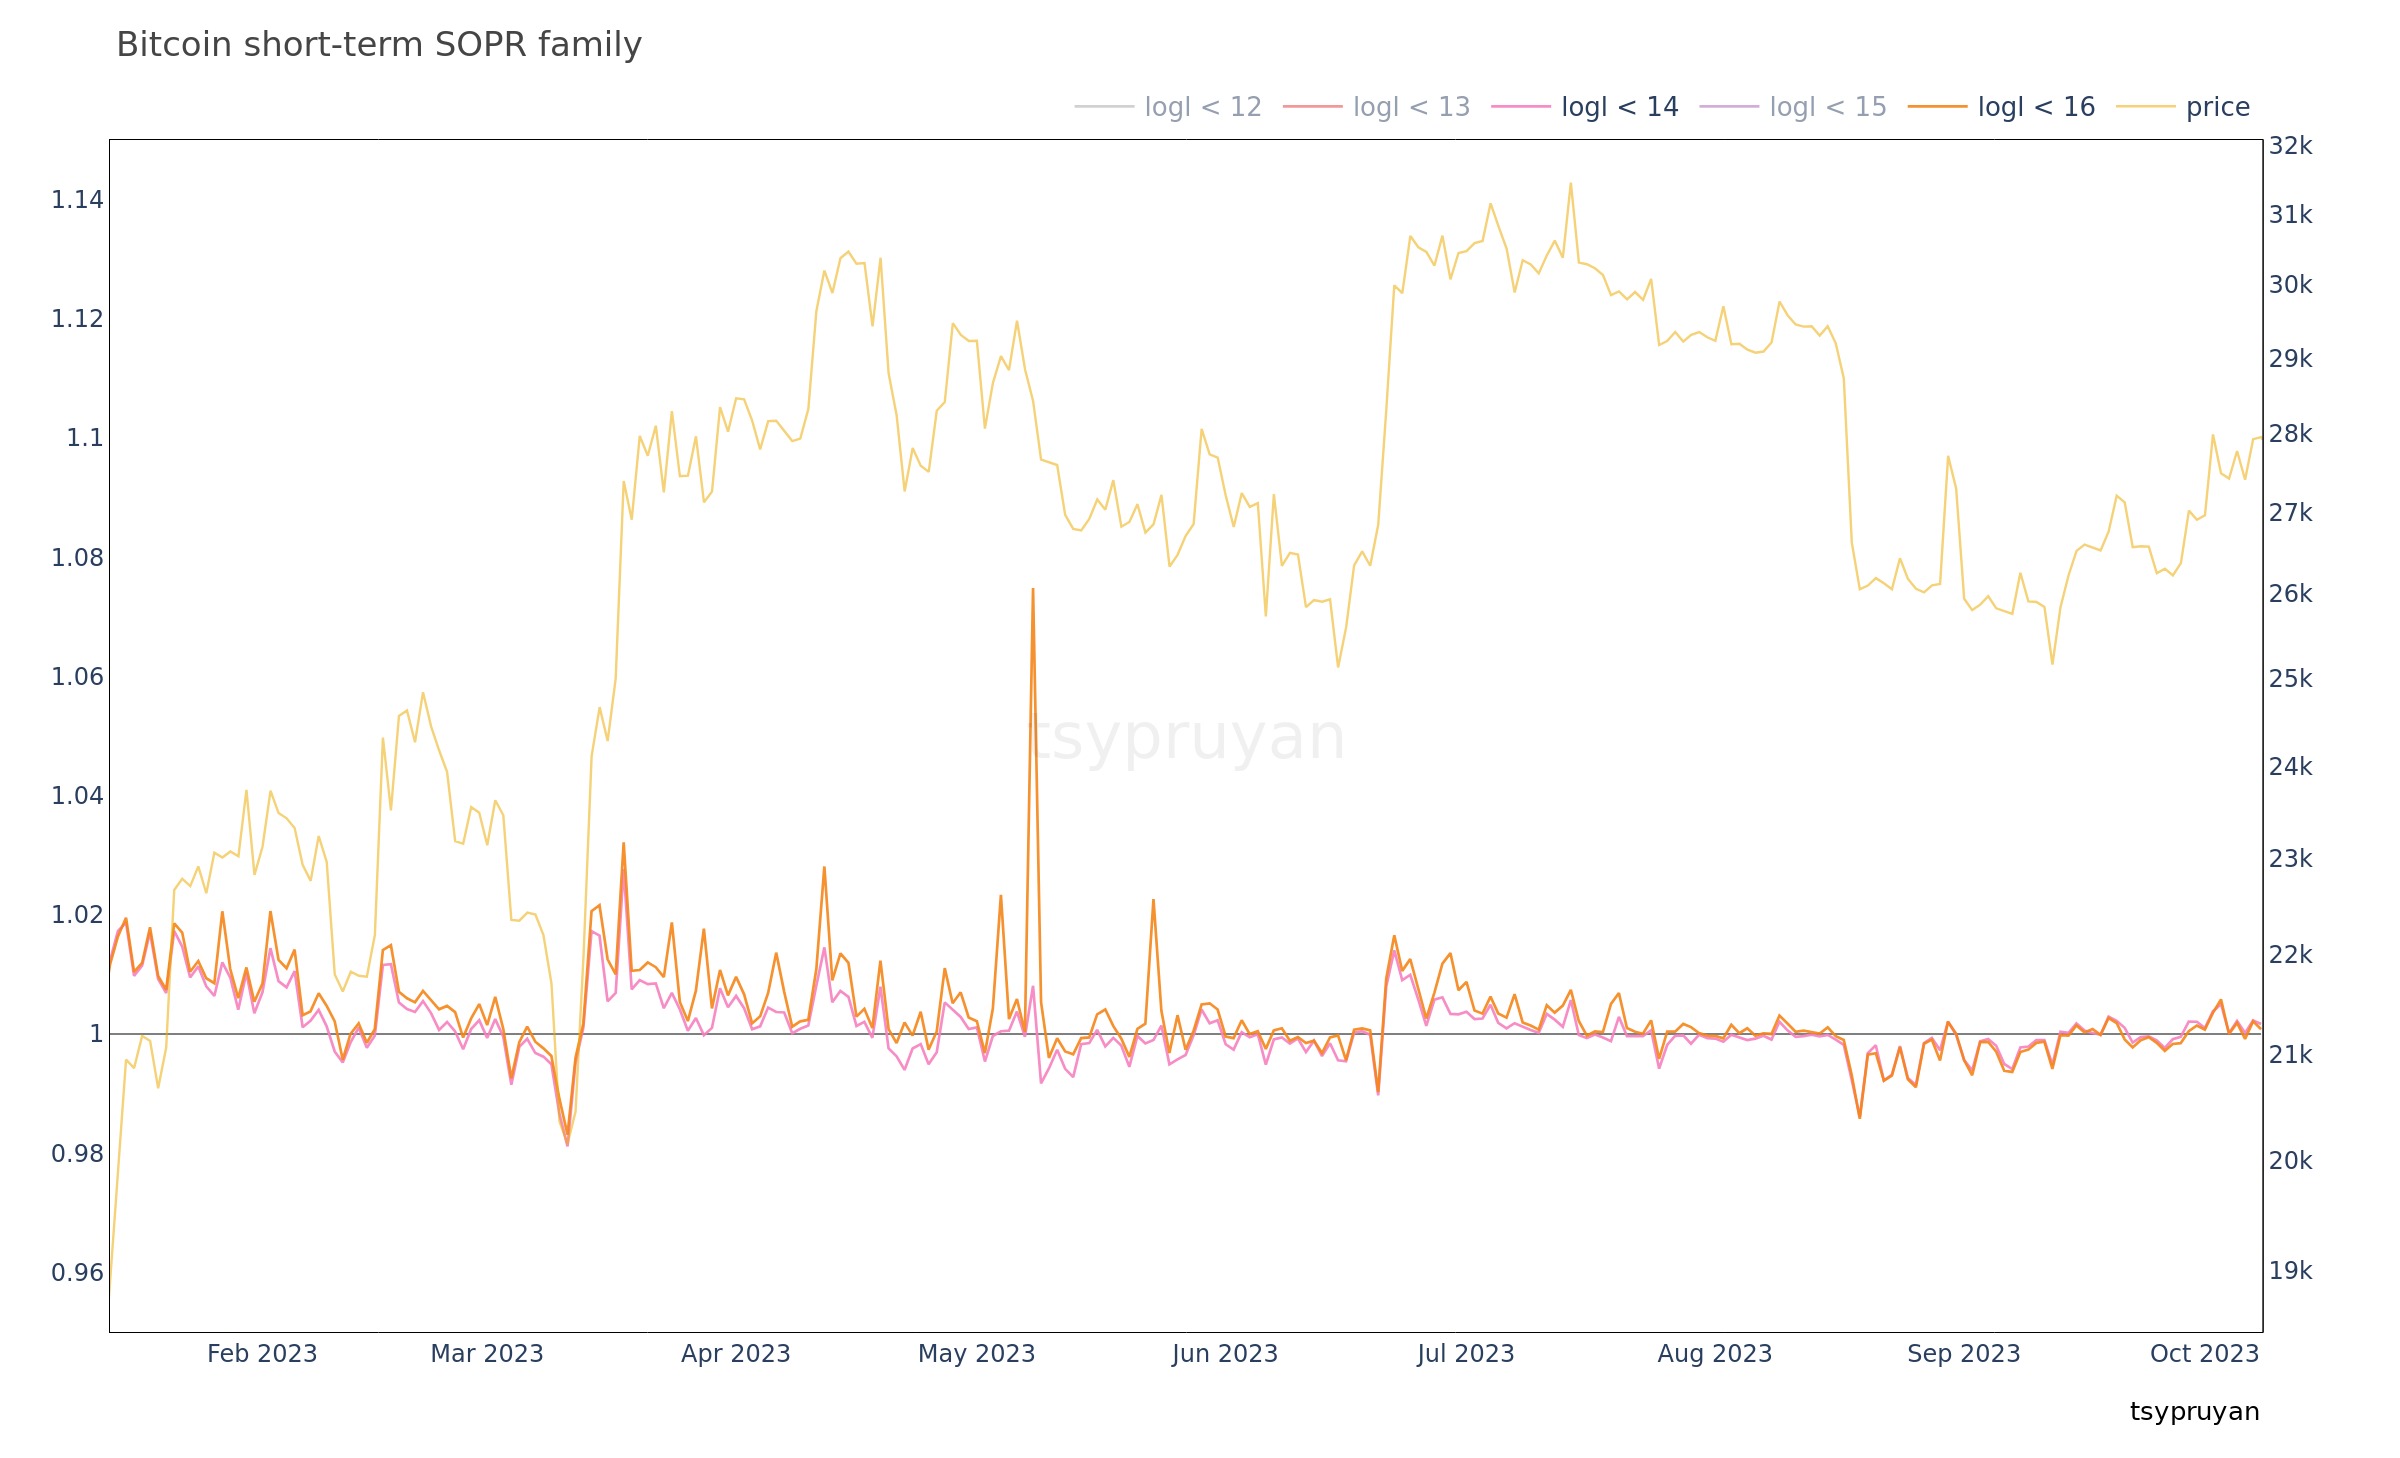 Bitcoin short-term SOPR family
logl < 12 logl < 13 logl < 14 logl < 15 logl < 16 price
32k
1.14
31k
30k
1.12
29k
1.1
28k
27k
1.08
26k
1.06
25k
tsypruyan
24k
1.04
23k
1.02
22k
1
21k
0.98
20k
0.96
19k
Feb 2023 Mar 2023 Apr 2023 May 2023 Jun 2023 Jul 2023 Aug 2023 Sep 2023 Oct 2023
tsypruyan